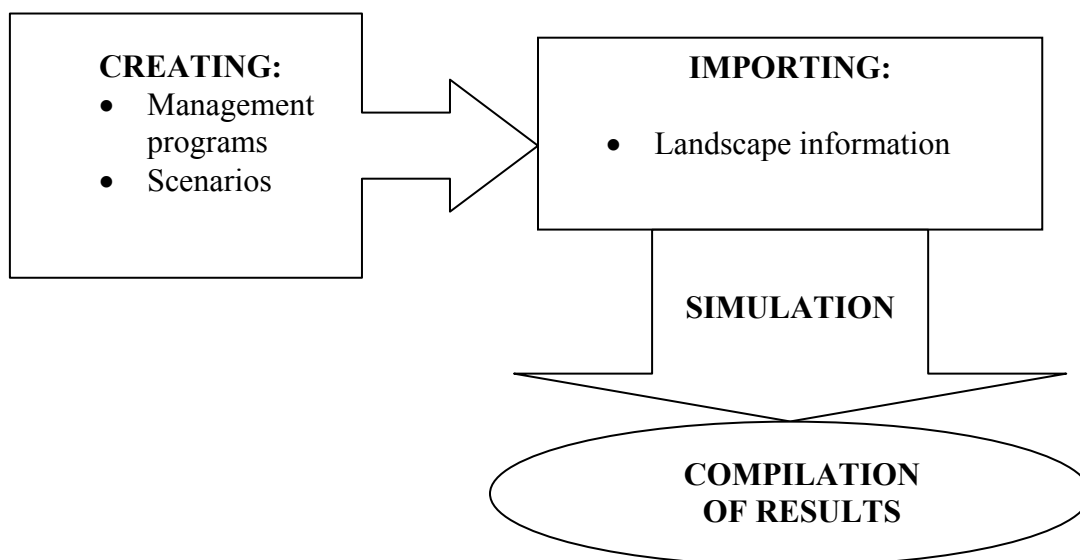 CREATING:
• Management
programs
• Scenarios
IMPORTING:
• Landscape information
SIMULATION
COMPILATION
OF RESULTS